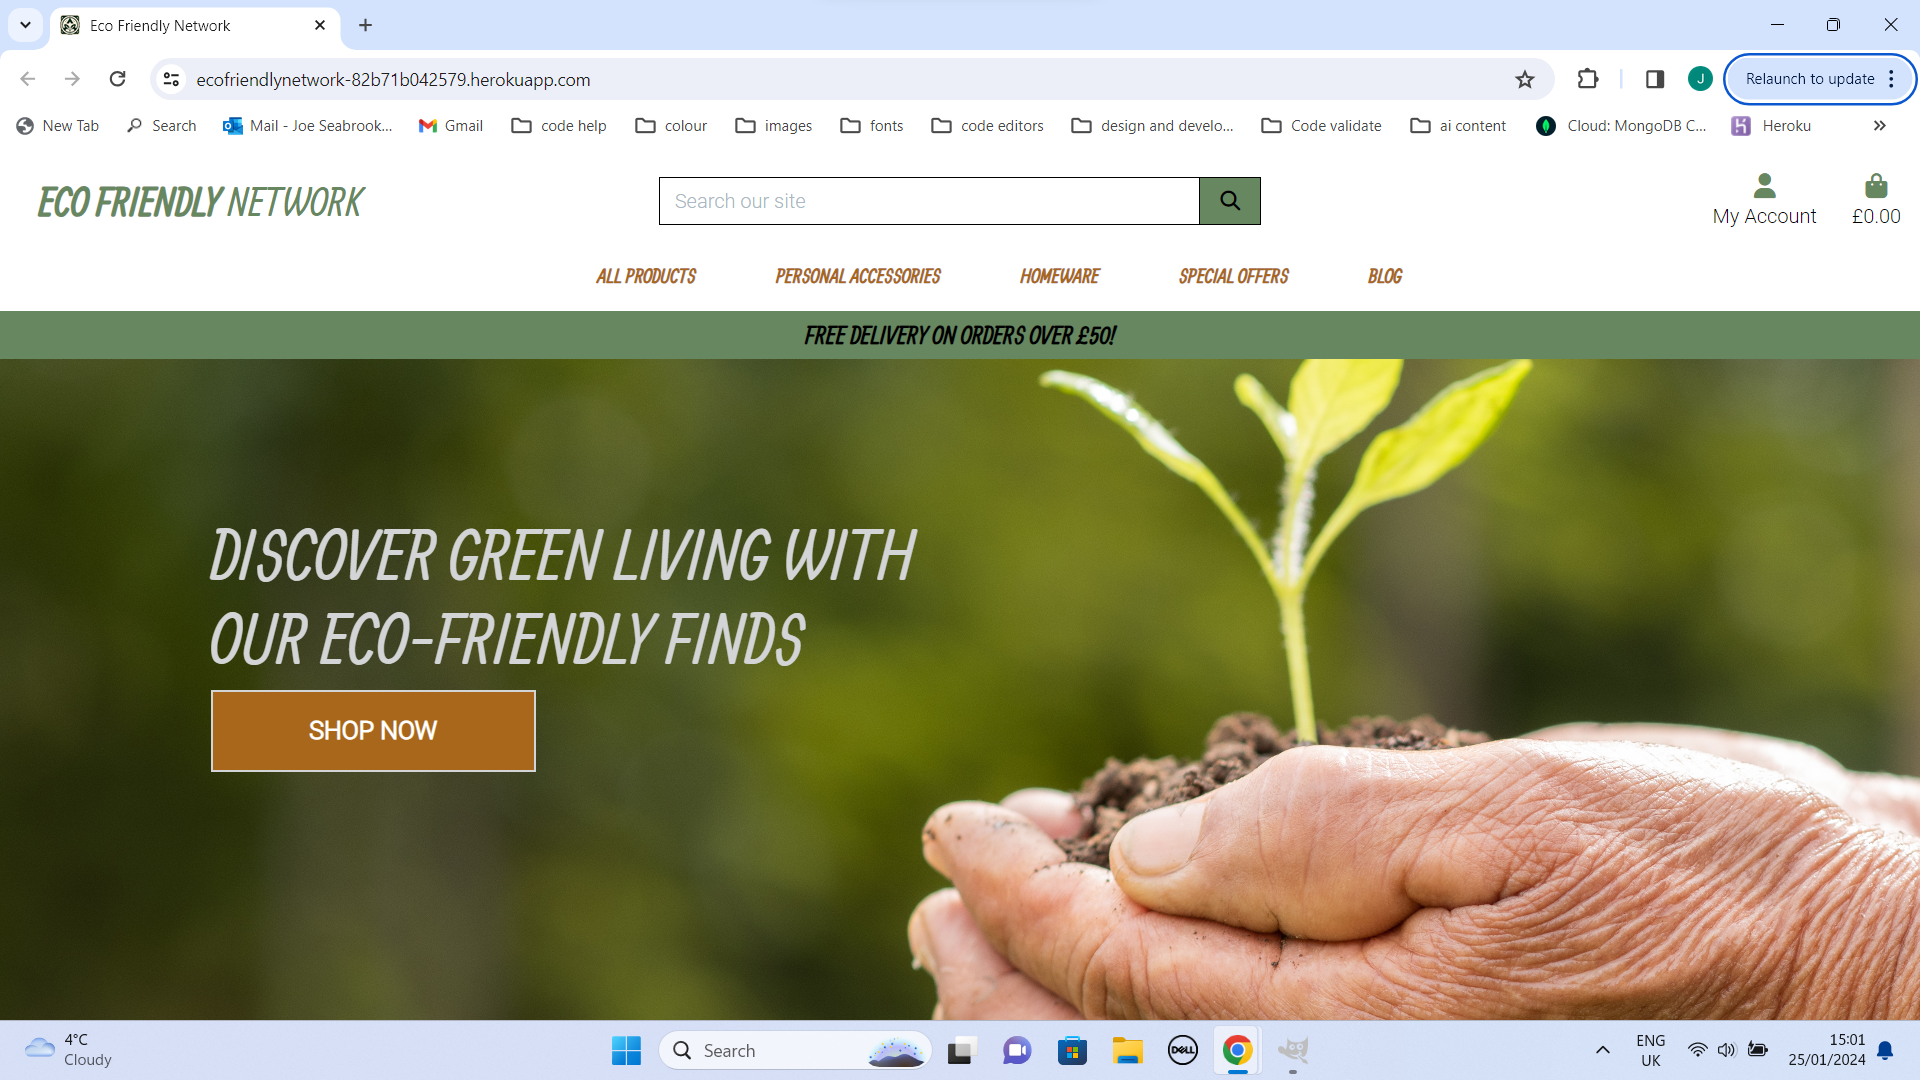 Eco Friendly Network
ecofriendlynetwork-82b71b042579.herokuapp.com
J
Relaunch to update
New Tab
Search
Mail - Joe Seabrook...
Gmail
code help
colour
images
fonts
code editors
design and develo...
Code validate
ai content
Cloud: MongoDB C...
Heroku
ECO FRIENDLY NETWORK
Search our site
My Account
£0.00
ALL PRODUCTS
PERSONAL ACCESSORIES
HOMEWARE
SPECIAL OFFERS
BLOG
FREE DELIVERY ON ORDERS OVER £50!
DISCOVER GREEN LIVING WITH
OUR ECO-FRIENDLY FINDS
SHOP NOW
4°C
Cloudy
Search
DELL
ENG
UK
15:01
25/01/2024